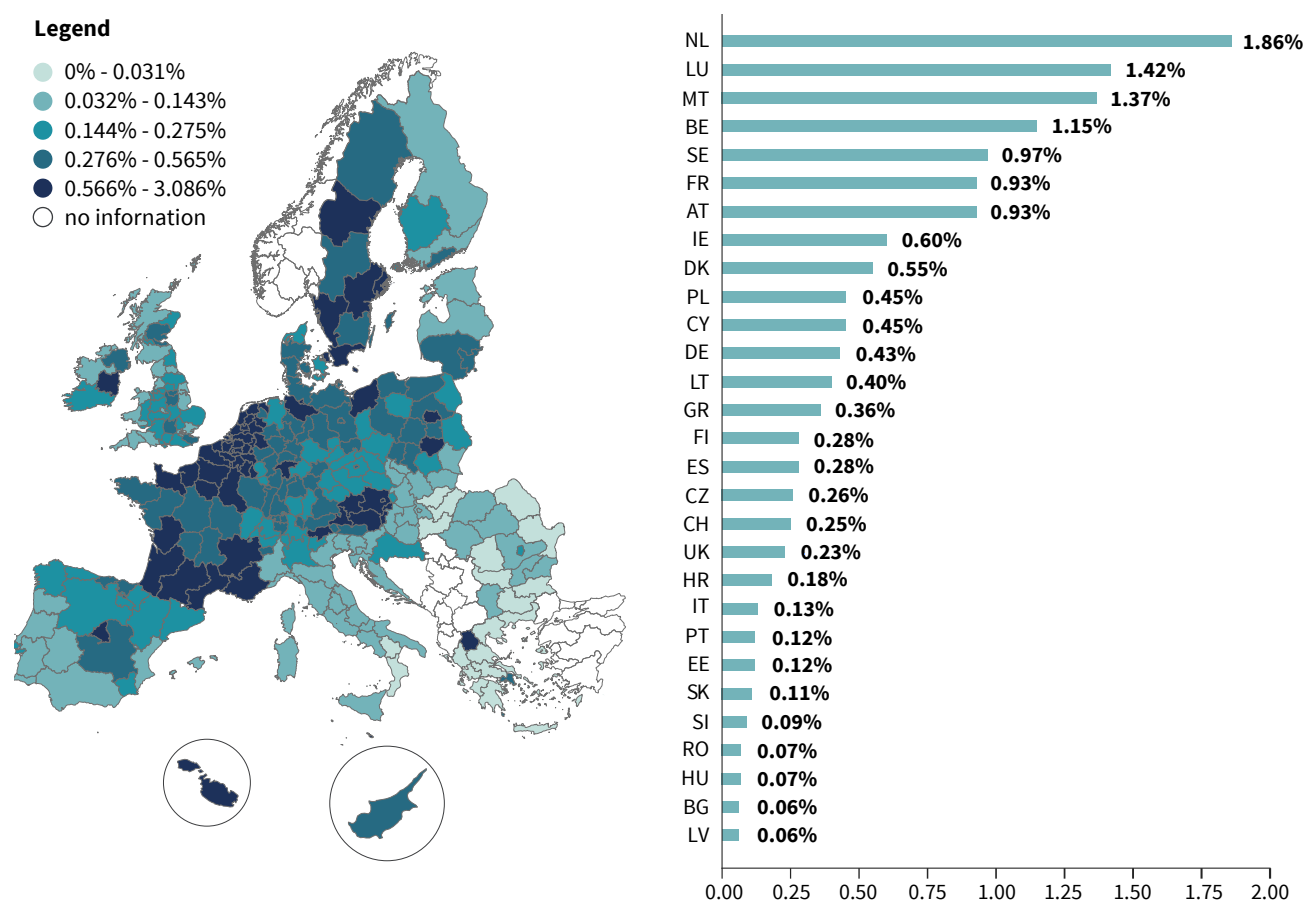 Legend
0% - 0.031%
0.032% - 0.143%
0.144% - 0.275%
0.276% - 0.565%
0.566% - 3.086%
no infornation
NL 1.86%
LU 1.42%
MT 1.37%
BE 1.15%
SE 0.97%
FR 0.93%
AT 0.93%
IE 0.60%
DK 0.55%
PL 0.45%
CY 0.45%
DE 0.43%
LT 0.40%
GR 0.36%
FI 0.28%
ES 0.28%
CZ 0.26%
CH 0.25%
UK 0.23%
HR 0.18%
IT 0.13%
PT 0.12%
EE 0.12%
SK 0.11%
SI 0.09%
RO 0.07%
HU 0.07%
BG 0.06%
LV 0.06%
0.00 0.25 0.50 0.75 1.00 1.25 1.50 1.75 2.00